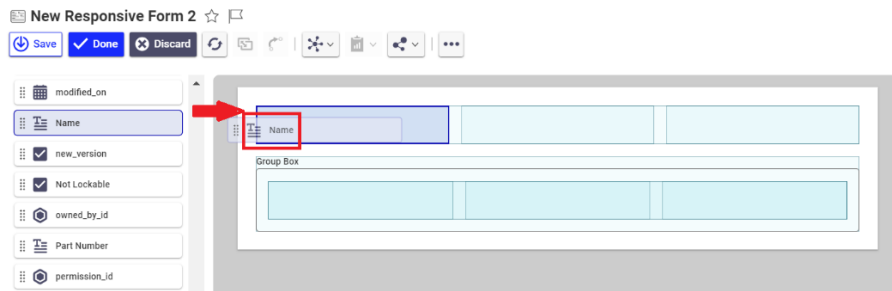 New Responsive Form 2
Save
Done
Discard
modified_on
Name
new_version
Not Lockable
owned_by_id
Part Number
permission_id
Name
Group Box